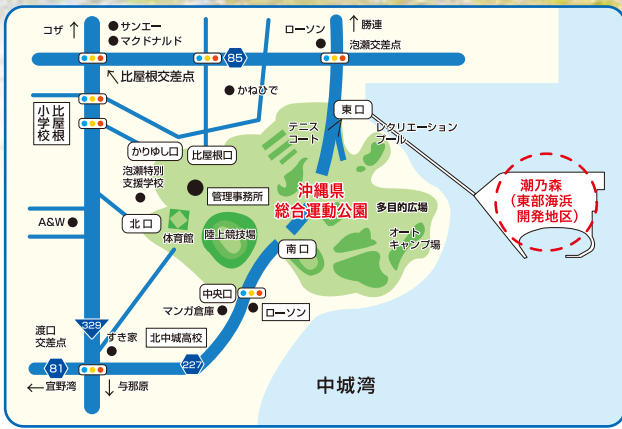 コザ
サンエー
マクドナルド
ローソン
勝連
泡瀬交差点
85
比屋根交差点
かねひで
比屋根
小学校
東口
テニス
コート
レクリエーション
プール
かりゆし口
比屋根口
泡瀬特別
支援学校
管理事務所
沖縄県
総合運動公園
多目的広場
潮乃森
(東部海浜
開発地区)
A&W
北口
体育館
陸上競技場
南口
オート
キャンプ場
中央口
マンガ倉庫
ローソン
329
渡口
交差点
すき家
北中城高校
81
227
宜野湾
与那原
中城湾